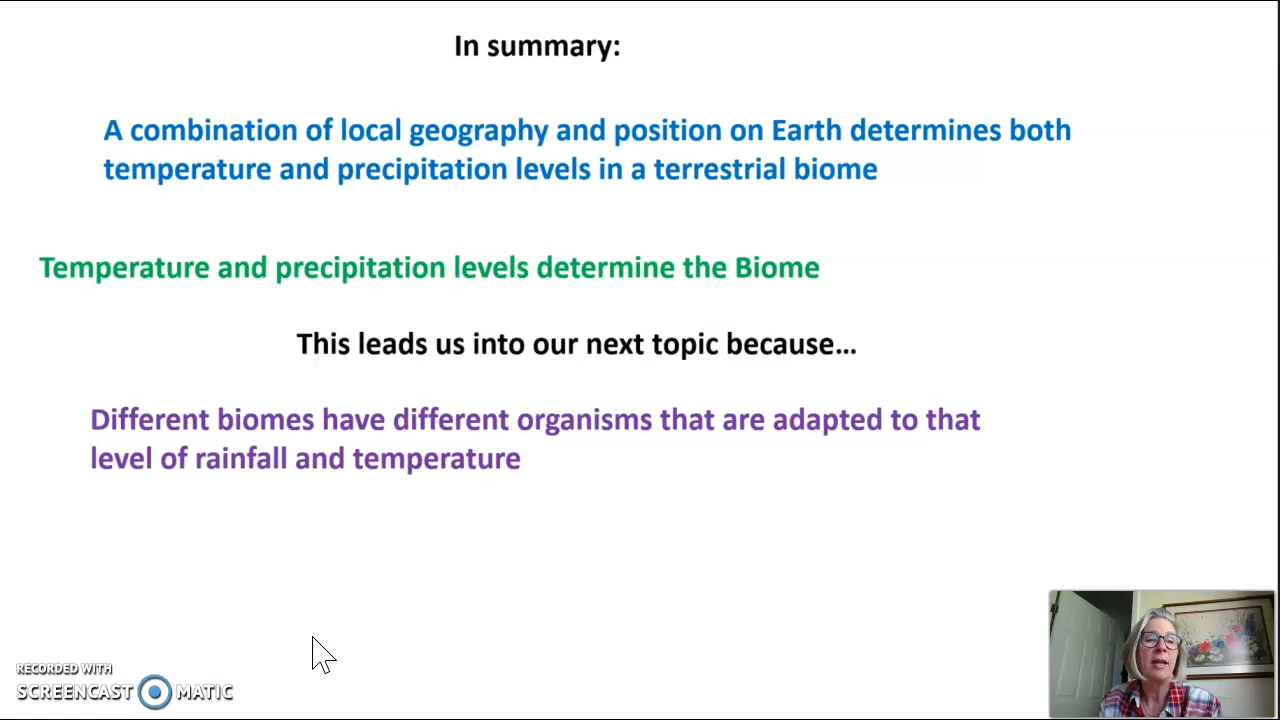 In summary:
A combination of local geography and position on Earth determines both
temperature and precipitation levels in a terrestrial biome
Temperature and precipitation levels determine the Biome
This leads us into our next topic because…
Different biomes have different organisms that are adapted to that
level of rainfall and temperature
RECORDED WITH
SCREENCAST MATIC